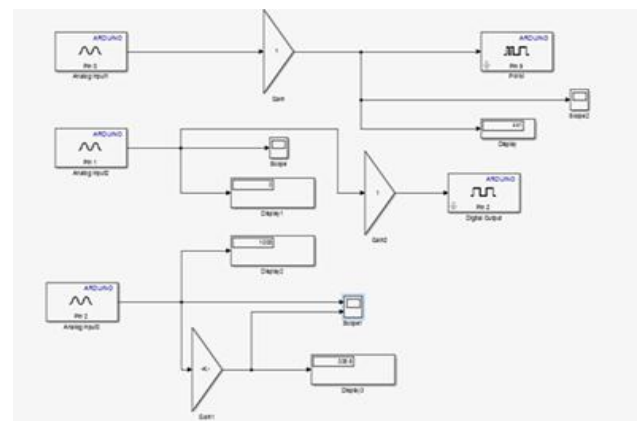 ARDUINO
Pin 0
Analog Input1
1
Gain
ARDUINO
Pin 9
PWM
Scope2
Display
ARDUINO
Pin 1
Analog Input2
Scope
Display1
Gain2
ARDUINO
Pin 2
Digital Output
Display2
ARDUINO
Pin 2
Analog Input3
Scope1
-K-
Gain1
Display3